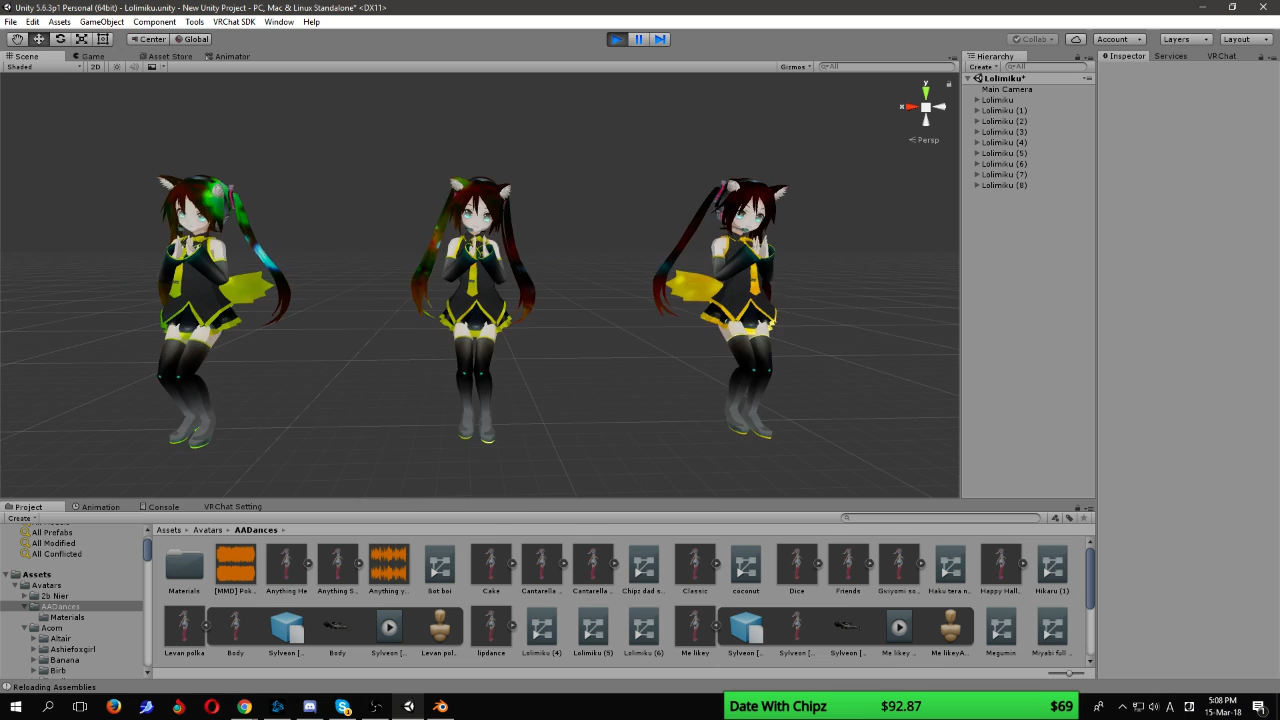 Unity 5.6.3p1 Personal (64bit) - Lolimiku.unity - New Unity Project - PC, Mac & Linux Standalone* <DX11>
File Edit Assets GameObject Component Tools VRChat SDK Window Help
Center Global Collab Account Layers Layout
Scene Game Asset Store Animator Hierarchy Inspector Services VRChat
Shaded 2D Gizmos All Create All
Lolimiku*
Main Camera
Lolimiku
Lolimiku (1)
Lolimiku (2)
Lolimiku (3)
Lolimiku (4)
Lolimiku (5)
Lolimiku (6)
Lolimiku (7)
Lolimiku (8)
y
x
Persp
Project Animation Console VRChat Setting
Create
All Prefabs
All Modified
All Conflicted
Assets
Avatars
2b Nier
AADances
Materials
Acorn
Altair
Ashiefoxgirl
Banana
Birb
Assets Avatars AADances
Materials [MMD] Pok Anything He Anything S Anything y... Bot boi Cake Cantarella Cantarella Chipz dad s Classic coconut Dice Friends Gsiyomi so Haku tera n Happy Hall Hikaru (1)
Levan polka Body Sylveon [.. Body Sylveon [.. Levan pol.. lipdance Lolimiku (4) Lolimiku (5) Lolimiku (6) Me likey Sylveon [.. Sylveon [.. Sylveon [.. Me likey Me likeyA.. Megumin Miyabi full
Reloading Assemblies
Date With Chipz $92.87 $69
5:08 PM
15-Mar-18